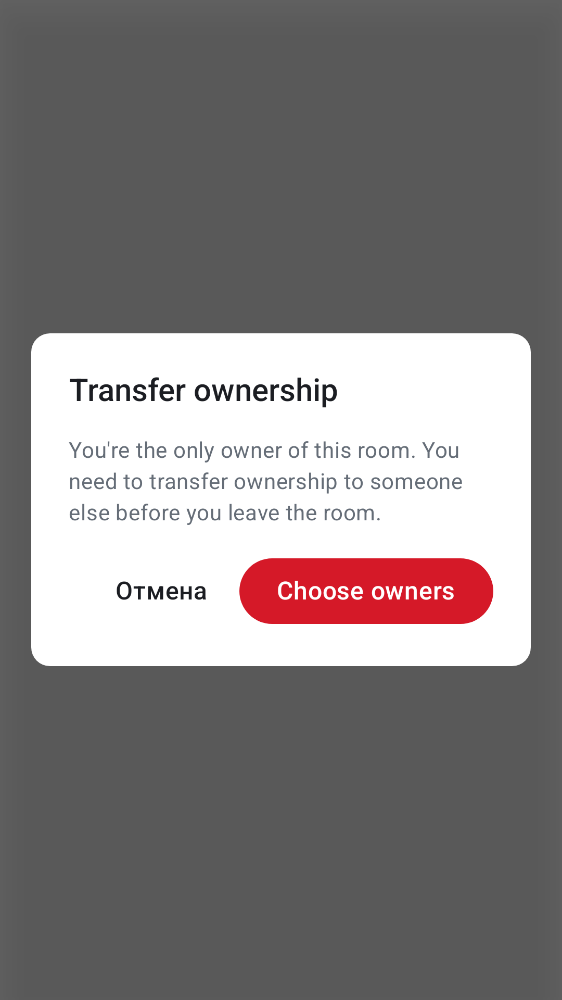 Transfer ownership
You're the only owner of this room. You
need to transfer ownership to someone
else before you leave the room.
Отмена
Choose owners